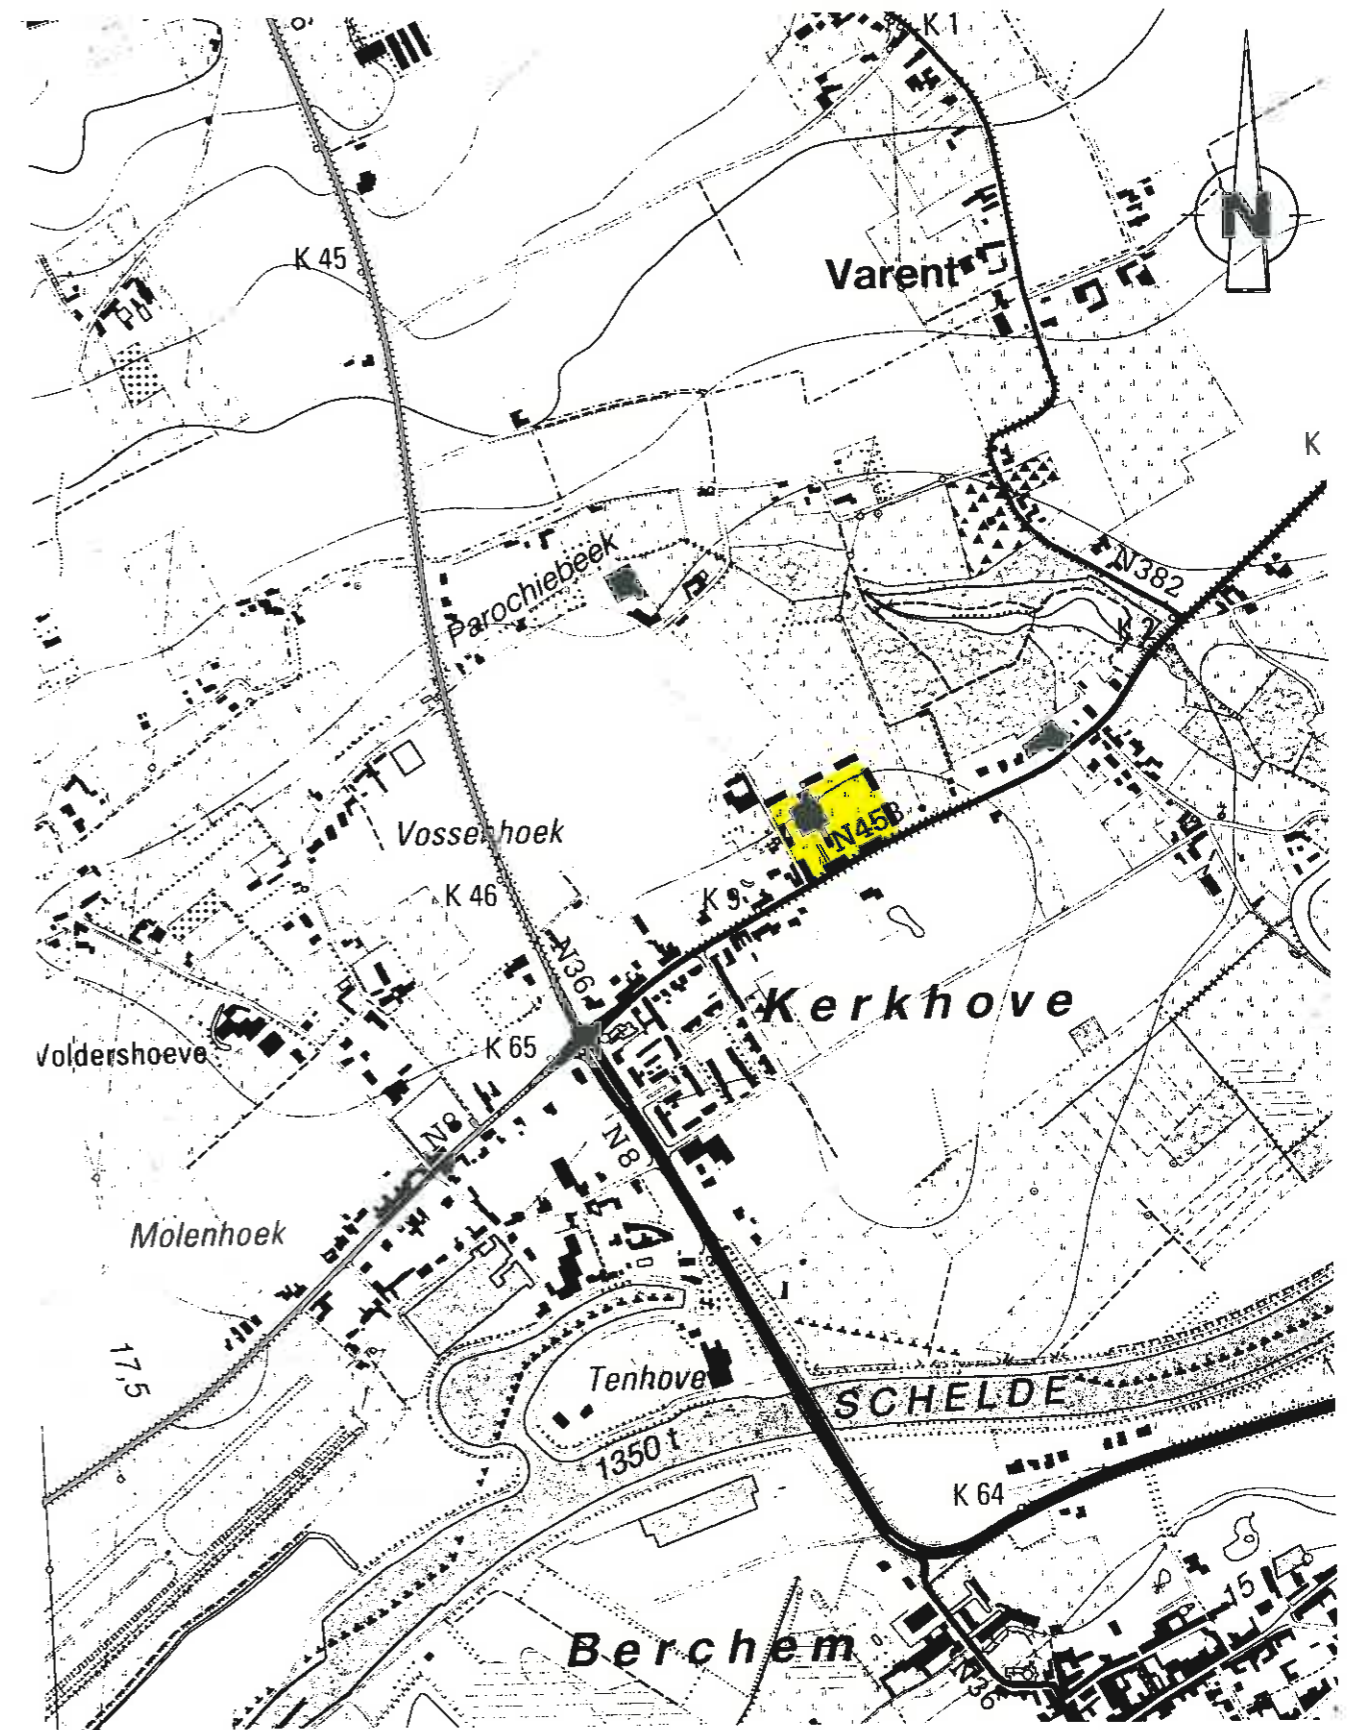 K 1
N
K 45
Varent
K
Parochiebeek
N382
K 2
Vossenhoek
N453
K 46
K 9
N36
Kerkhove
K 65
Voldershoeve
N8
N8
Molenhoek
17,5
Tenhove
SCHELDE
1350 t
K 64
15
Berchem
N36